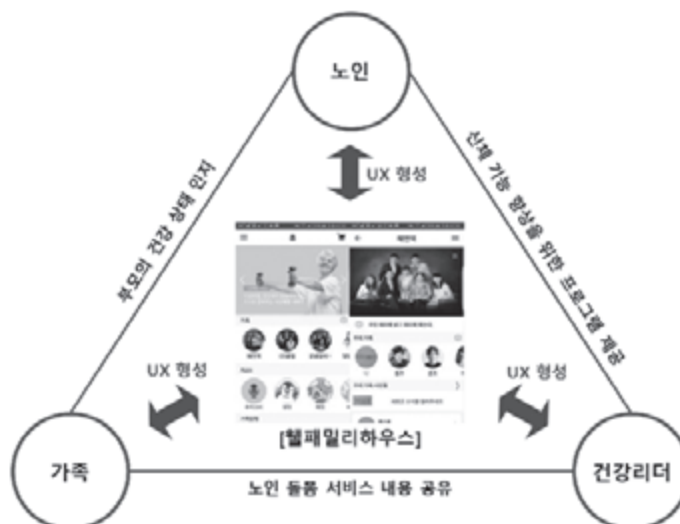 노인
UX 형성
부모의 건강 상태 인지
신체 기능 향상을 위한 프로그램 제공
UX 형성
UX 형성
[웰패밀리하우스]
가족
건강리더
노인 돌봄 서비스 내용 공유